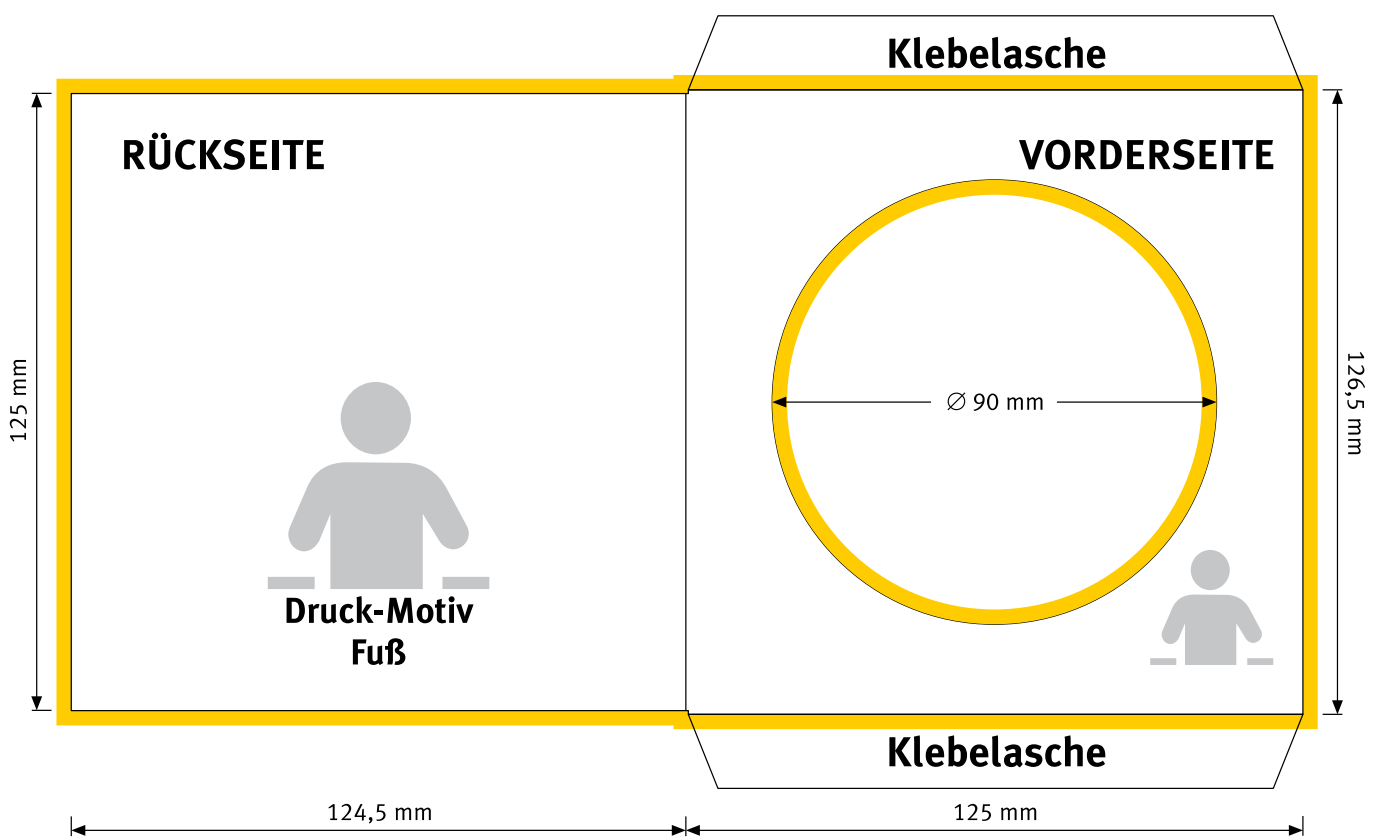 Klebelasche
RÜCKSEITE
VORDERSEITE
125 mm
126,5 mm
∅ 90 mm
Druck-Motiv
Fuß
Klebelasche
124,5 mm
125 mm